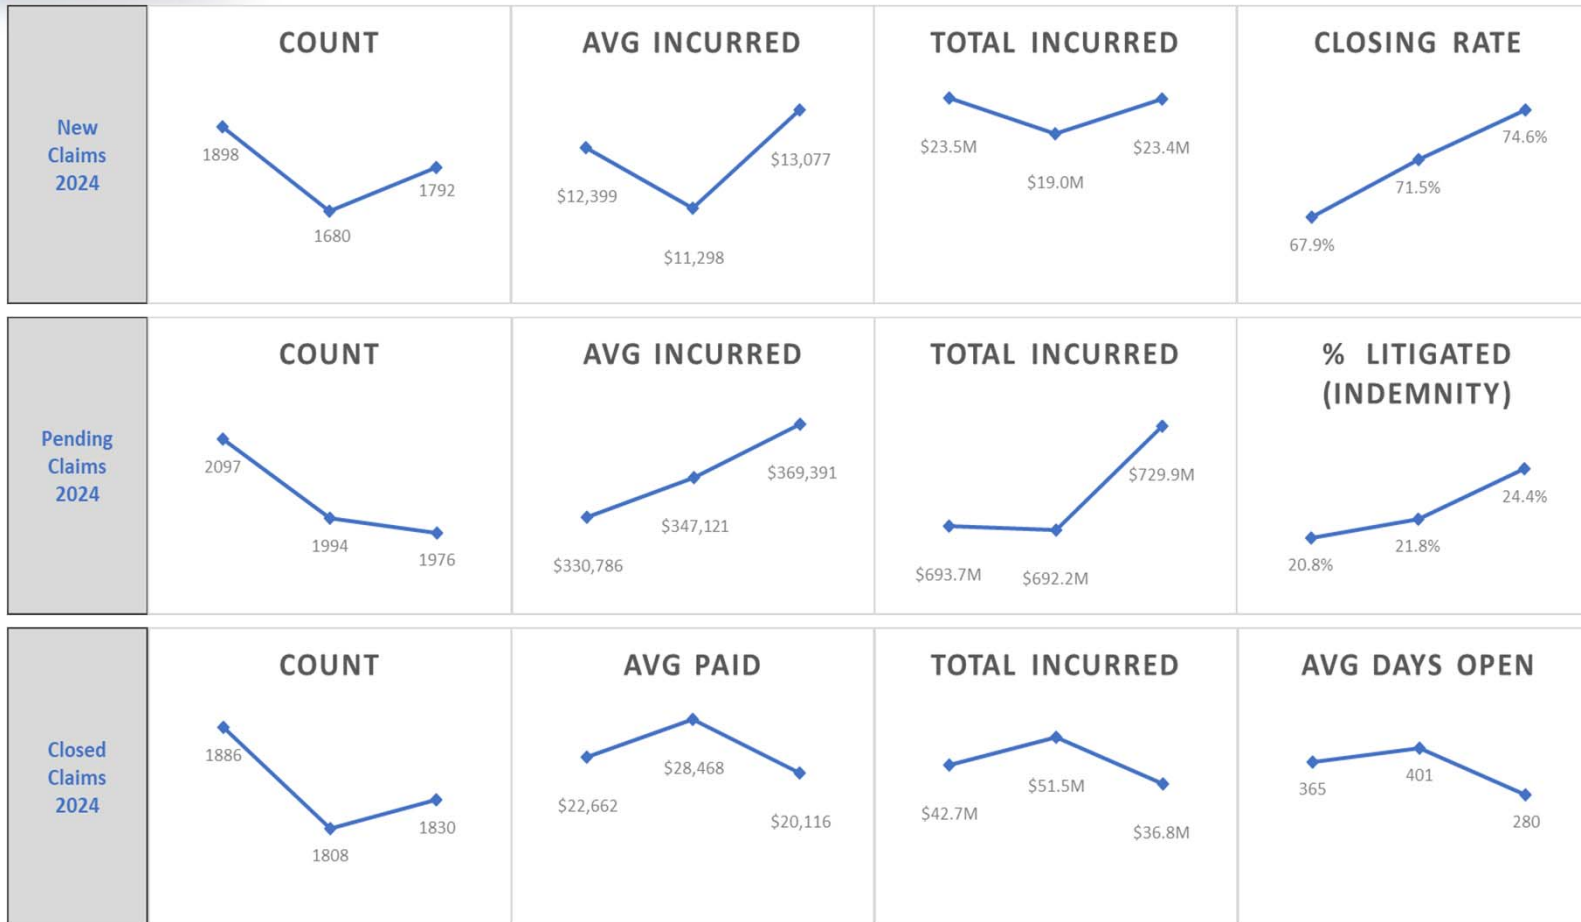 New
Claims
2024
COUNT
1898
1680
1792
AVG INCURRED
$12,399
$11,298
$13,077
TOTAL INCURRED
$23.5M
$19.0M
$23.4M
CLOSING RATE
67.9%
71.5%
74.6%
Pending
Claims
2024
COUNT
2097
1994
1976
AVG INCURRED
$330,786
$347,121
$369,391
TOTAL INCURRED
$693.7M
$692.2M
$729.9M
% LITIGATED
(INDEMNITY)
20.8%
21.8%
24.4%
Closed
Claims
2024
COUNT
1886
1808
1830
AVG PAID
$22,662
$28,468
$20,116
TOTAL INCURRED
$42.7M
$51.5M
$36.8M
AVG DAYS OPEN
365
401
280